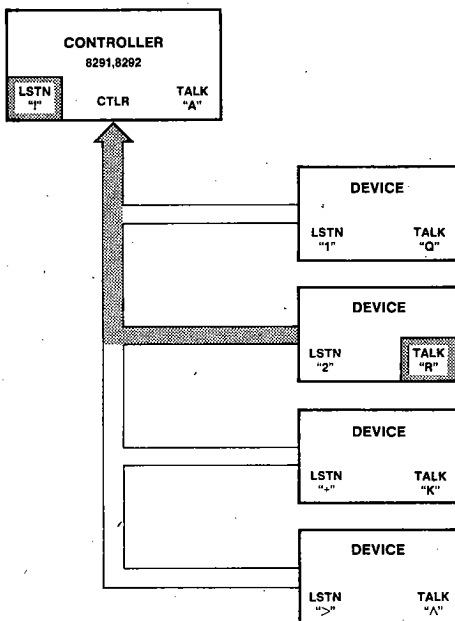 CONTROLLER
8291,8292
LSTN
"!"
CTLR
TALK
"A"
DEVICE
LSTN
"1"
TALK
"Q"
DEVICE
LSTN
"2"
TALK
"R"
DEVICE
LSTN
"+"
TALK
"K"
DEVICE
LSTN
">"
TALK
"^"